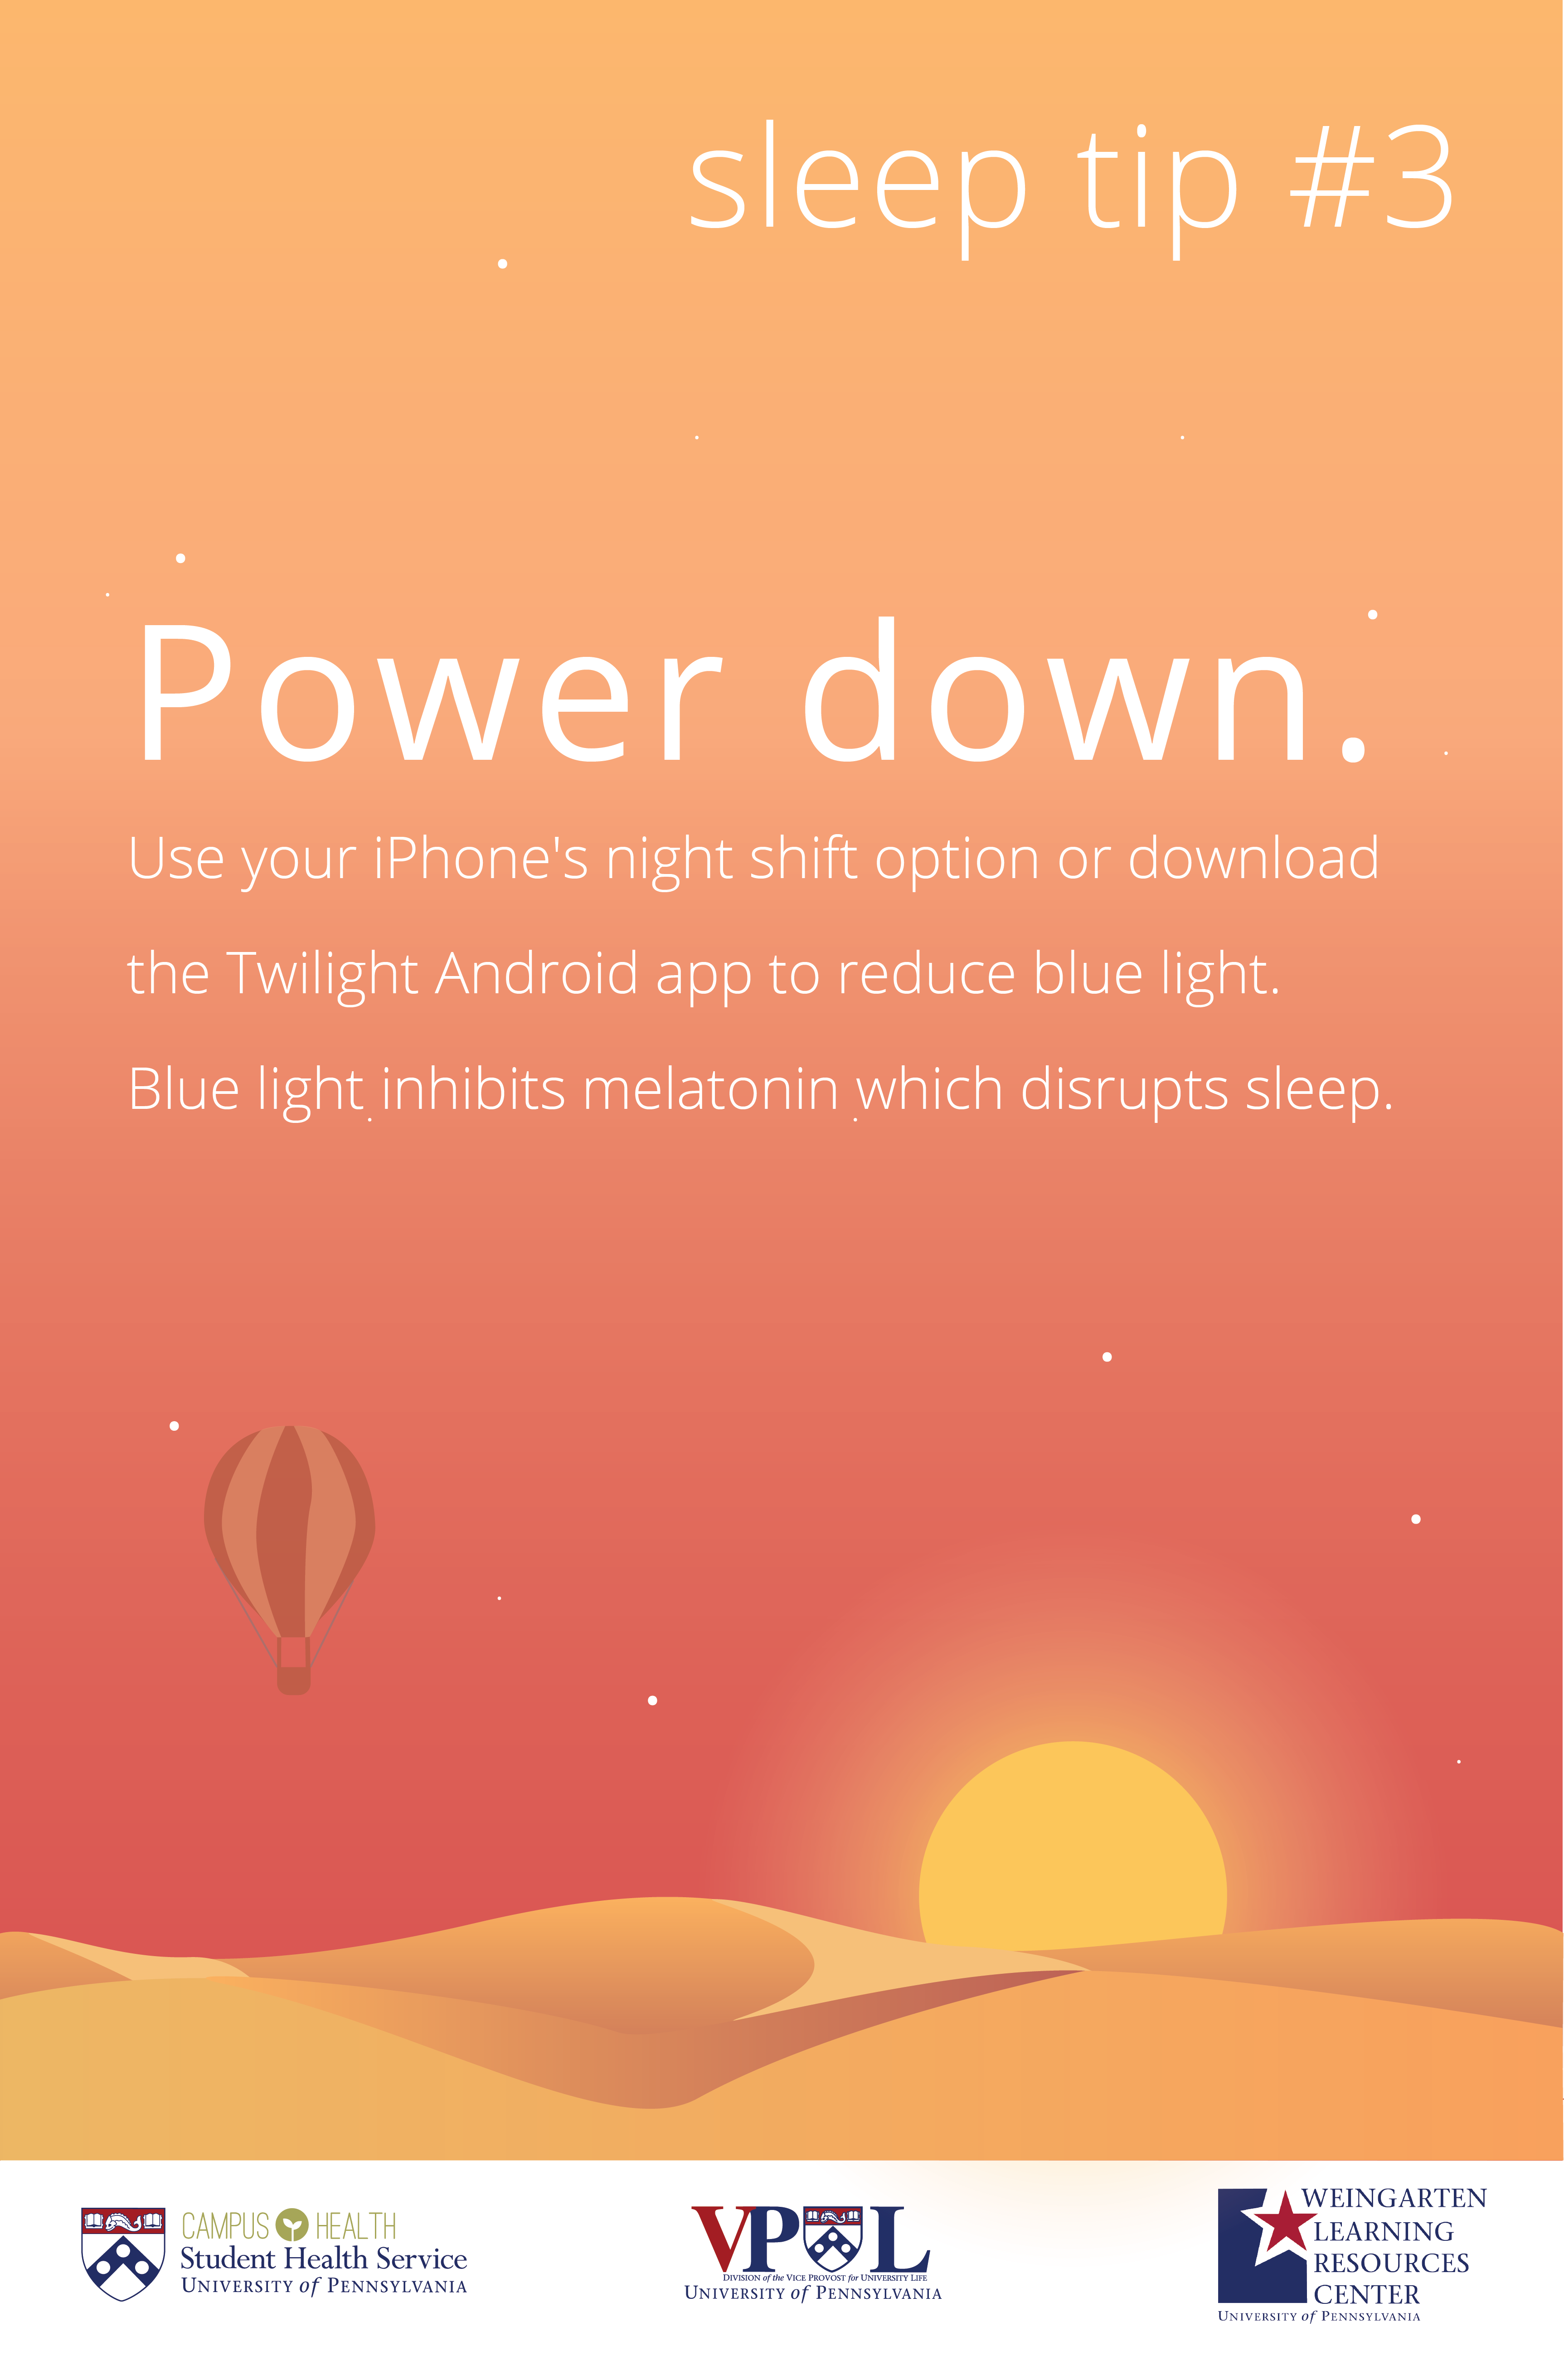 sleep tip #3
Power down.
Use your iPhone's night shift option or download
the Twilight Android app to reduce blue light.
Blue light inhibits melatonin which disrupts sleep.
CAMPUS HEALTH
Student Health Service
UNIVERSITY of PENNSYLVANIA
VPUL
DIVISION of the VICE PROVOST for UNIVERSITY LIFE
UNIVERSITY of PENNSYLVANIA
WEINGARTEN
LEARNING
RESOURCES
CENTER
UNIVERSITY of PENNSYLVANIA